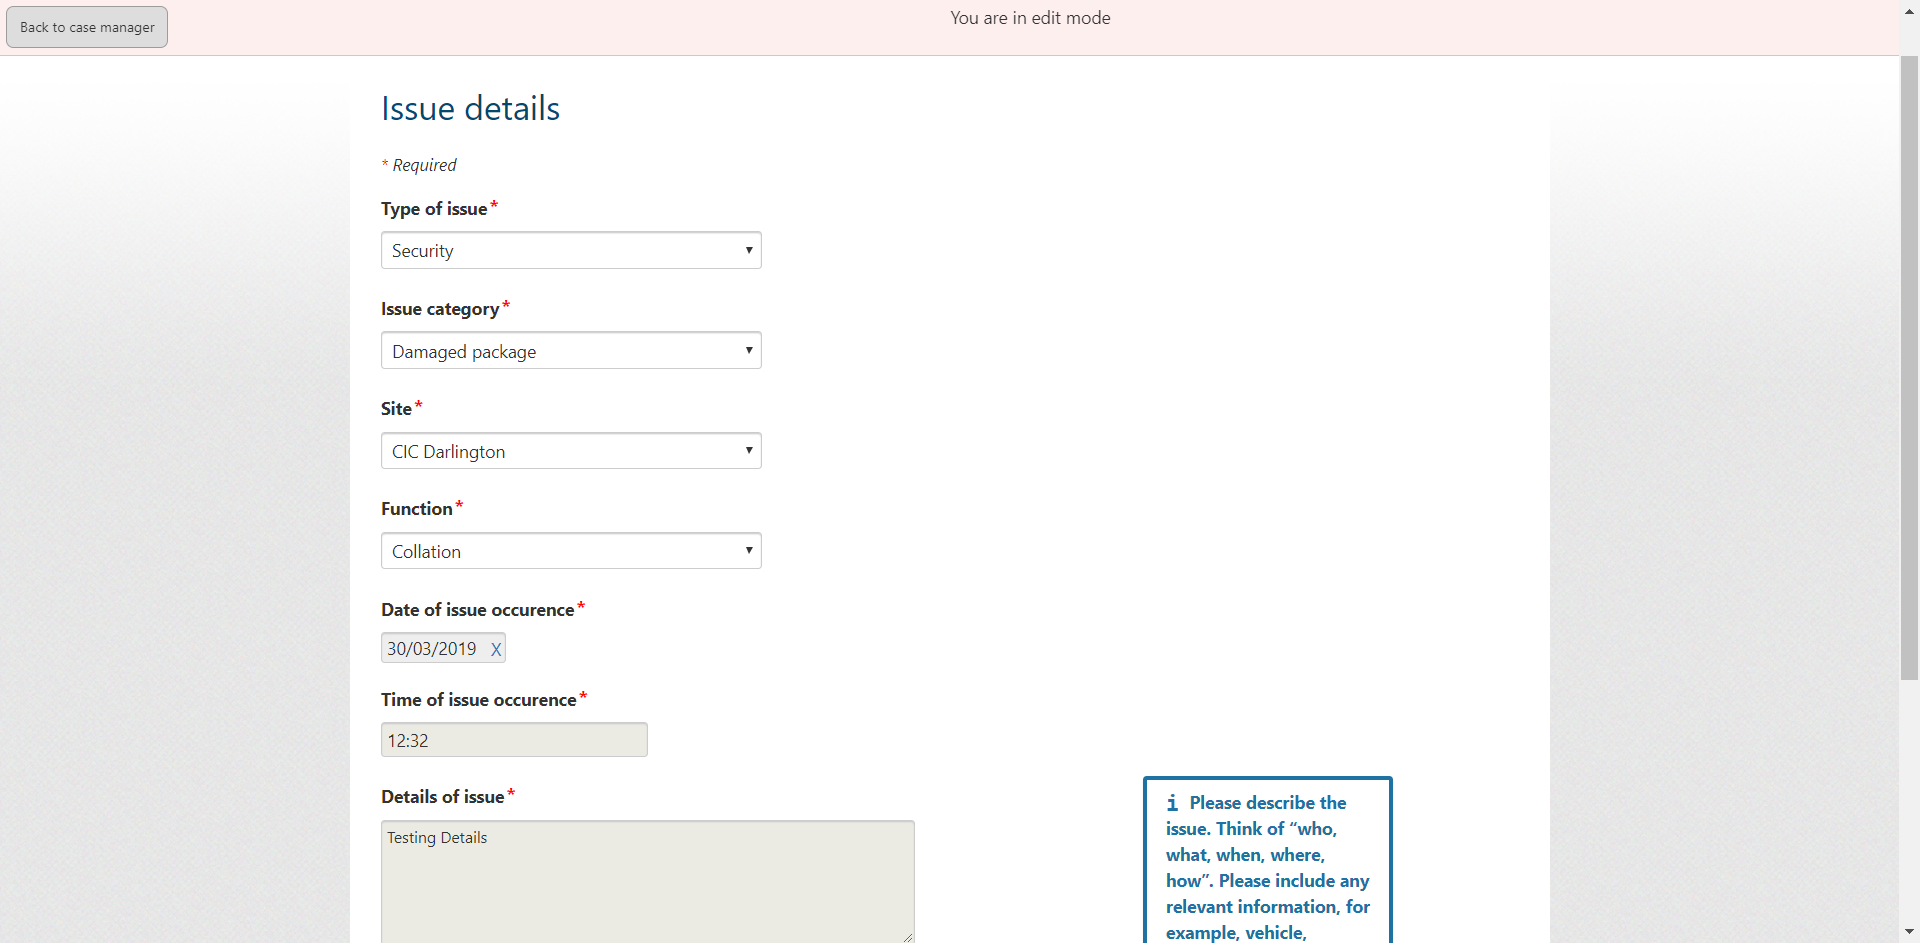 Back to case manager
You are in edit mode
Issue details
* Required
Type of issue*
Security
Issue category*
Damaged package
Site*
CIC Darlington
Function*
Collation
Date of issue occurence*
30/03/2019 X
Time of issue occurence*
12:32
Details of issue*
Testing Details
i Please describe the
issue. Think of “who,
what, when, where,
how”. Please include any
relevant information, for
example, vehicle,